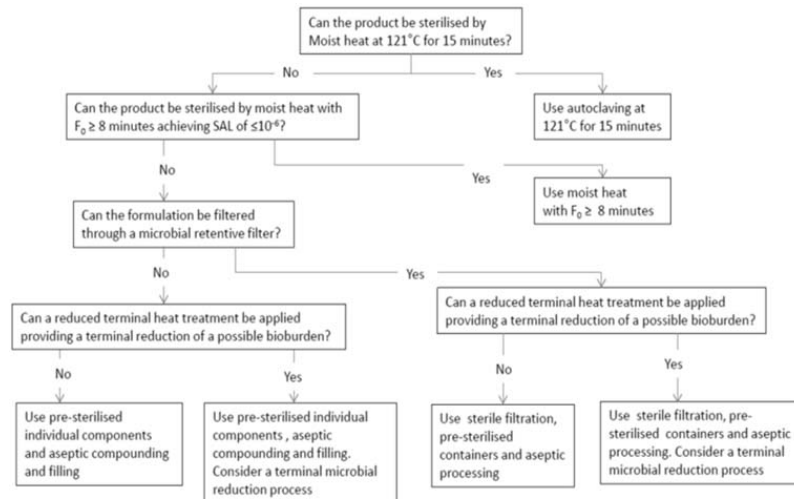 Can the product be sterilised by
Moist heat at 121°C for 15 minutes?
No
Yes
Can the product be sterilised by moist heat with
F₀ ≥ 8 minutes achieving SAL of ≤10⁻⁶?
Use autoclaving at
121°C for 15 minutes
No
Yes
Use moist heat
with F₀ ≥ 8 minutes
Can the formulation be filtered
through a microbial retentive filter?
No
Yes
Can a reduced terminal heat treatment be applied
providing a terminal reduction of a possible bioburden?
Can a reduced terminal heat treatment be applied
providing a terminal reduction of a possible bioburden?
No
Yes
No
Yes
Use pre-sterilised
individual components
and aseptic compounding
and filling
Use pre-sterilised individual
components , aseptic
compounding and filling.
Consider a terminal microbial
reduction process
Use sterile filtration,
pre-sterilised
containers and aseptic
processing
Use sterile filtration, pre-
sterilised containers and aseptic
processing. Consider a terminal
microbial reduction process